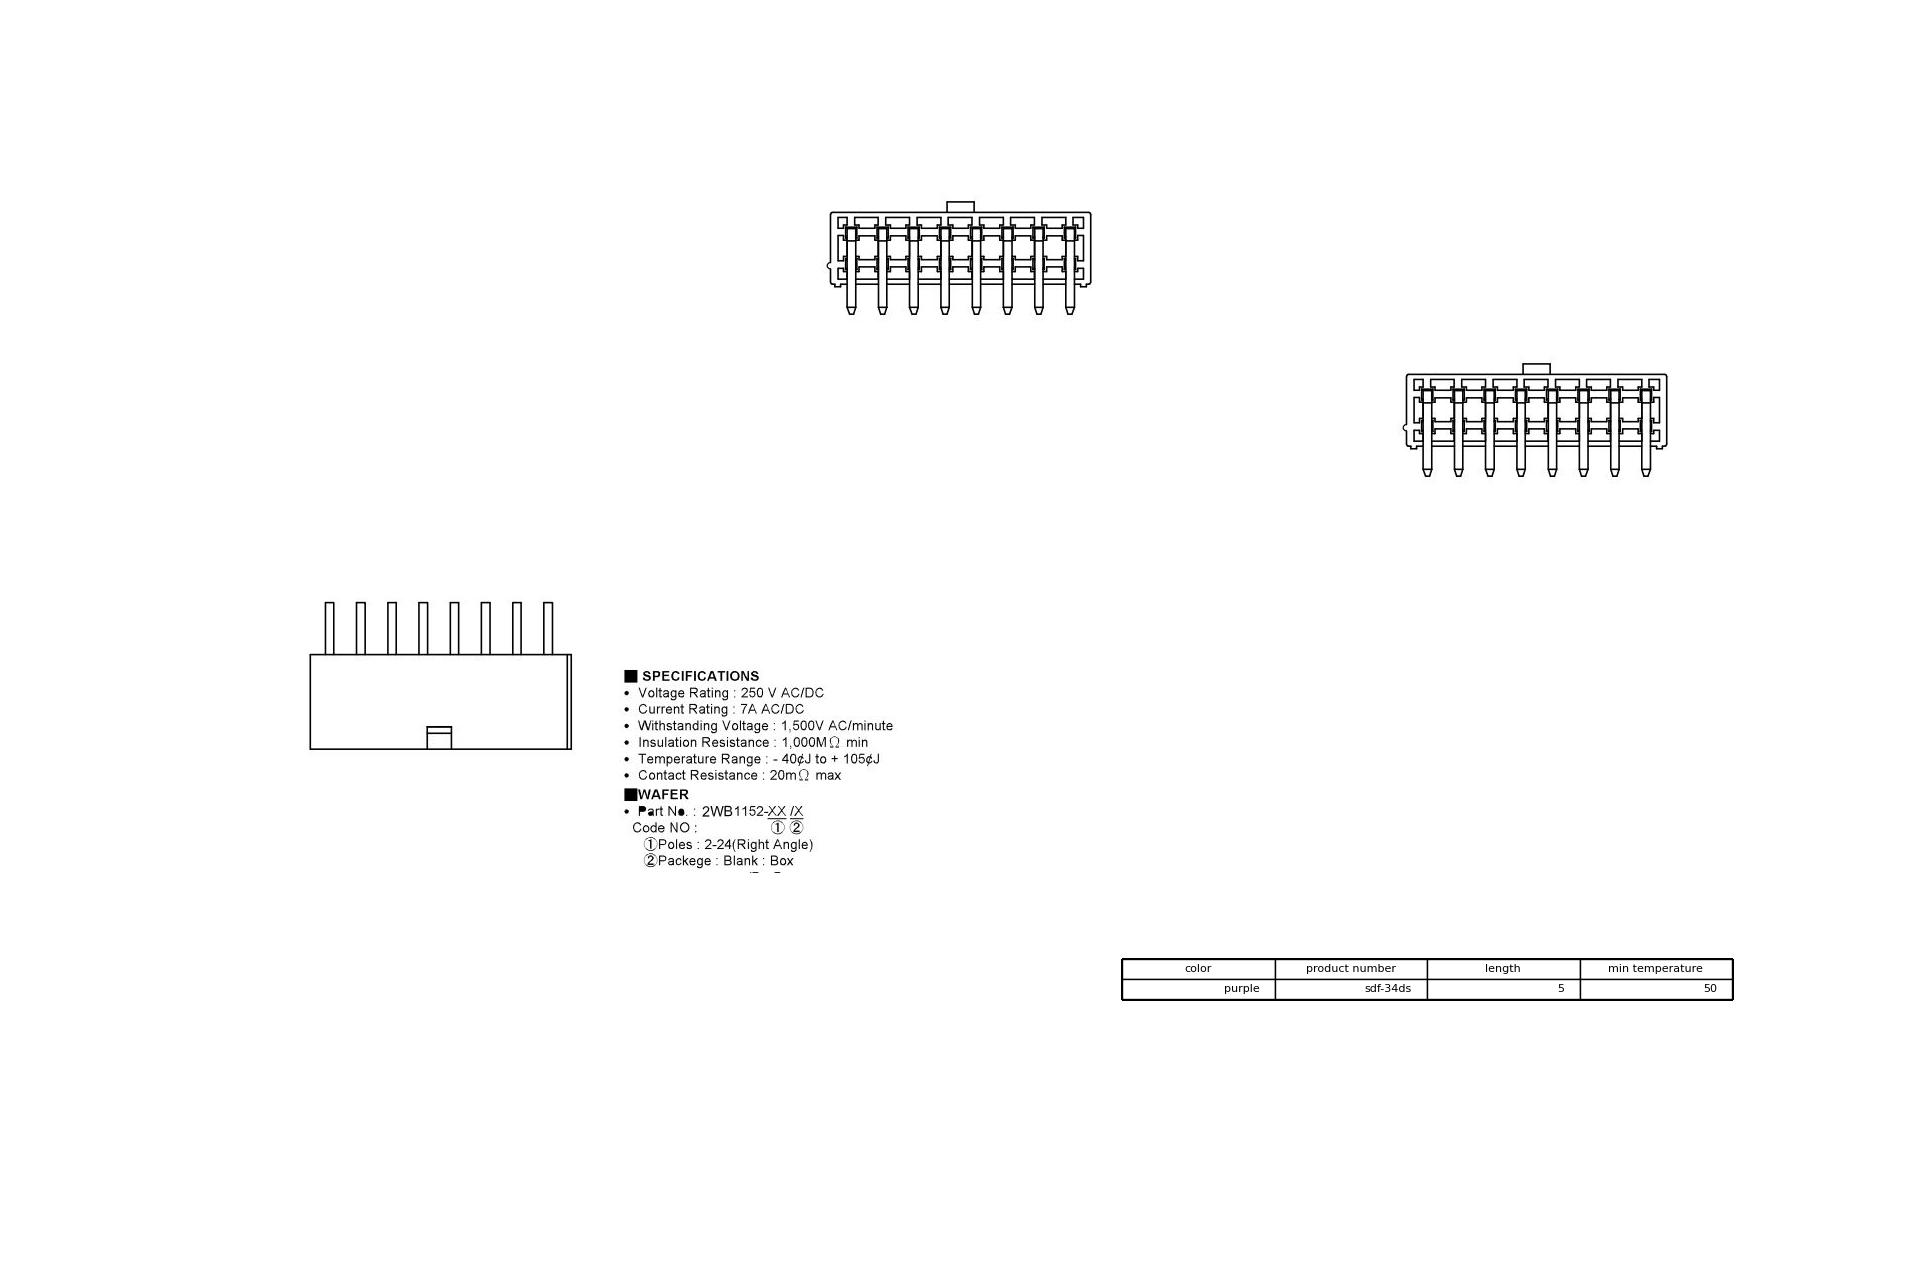 ■ SPECIFICATIONS
• Voltage Rating : 250 V AC/DC
• Current Rating : 7A AC/DC
• Withstanding Voltage : 1,500V AC/minute
• Insulation Resistance : 1,000MΩ min
• Temperature Range : - 40¢J to + 105¢J
• Contact Resistance : 20mΩ max
■WAFER
• Part No. : 2WB1152-XX /X
Code NO : ① ②
①Poles : 2-24(Right Angle)
②Packege : Blank : Box
color product number length min temperature
purple sdf-34ds 5 50